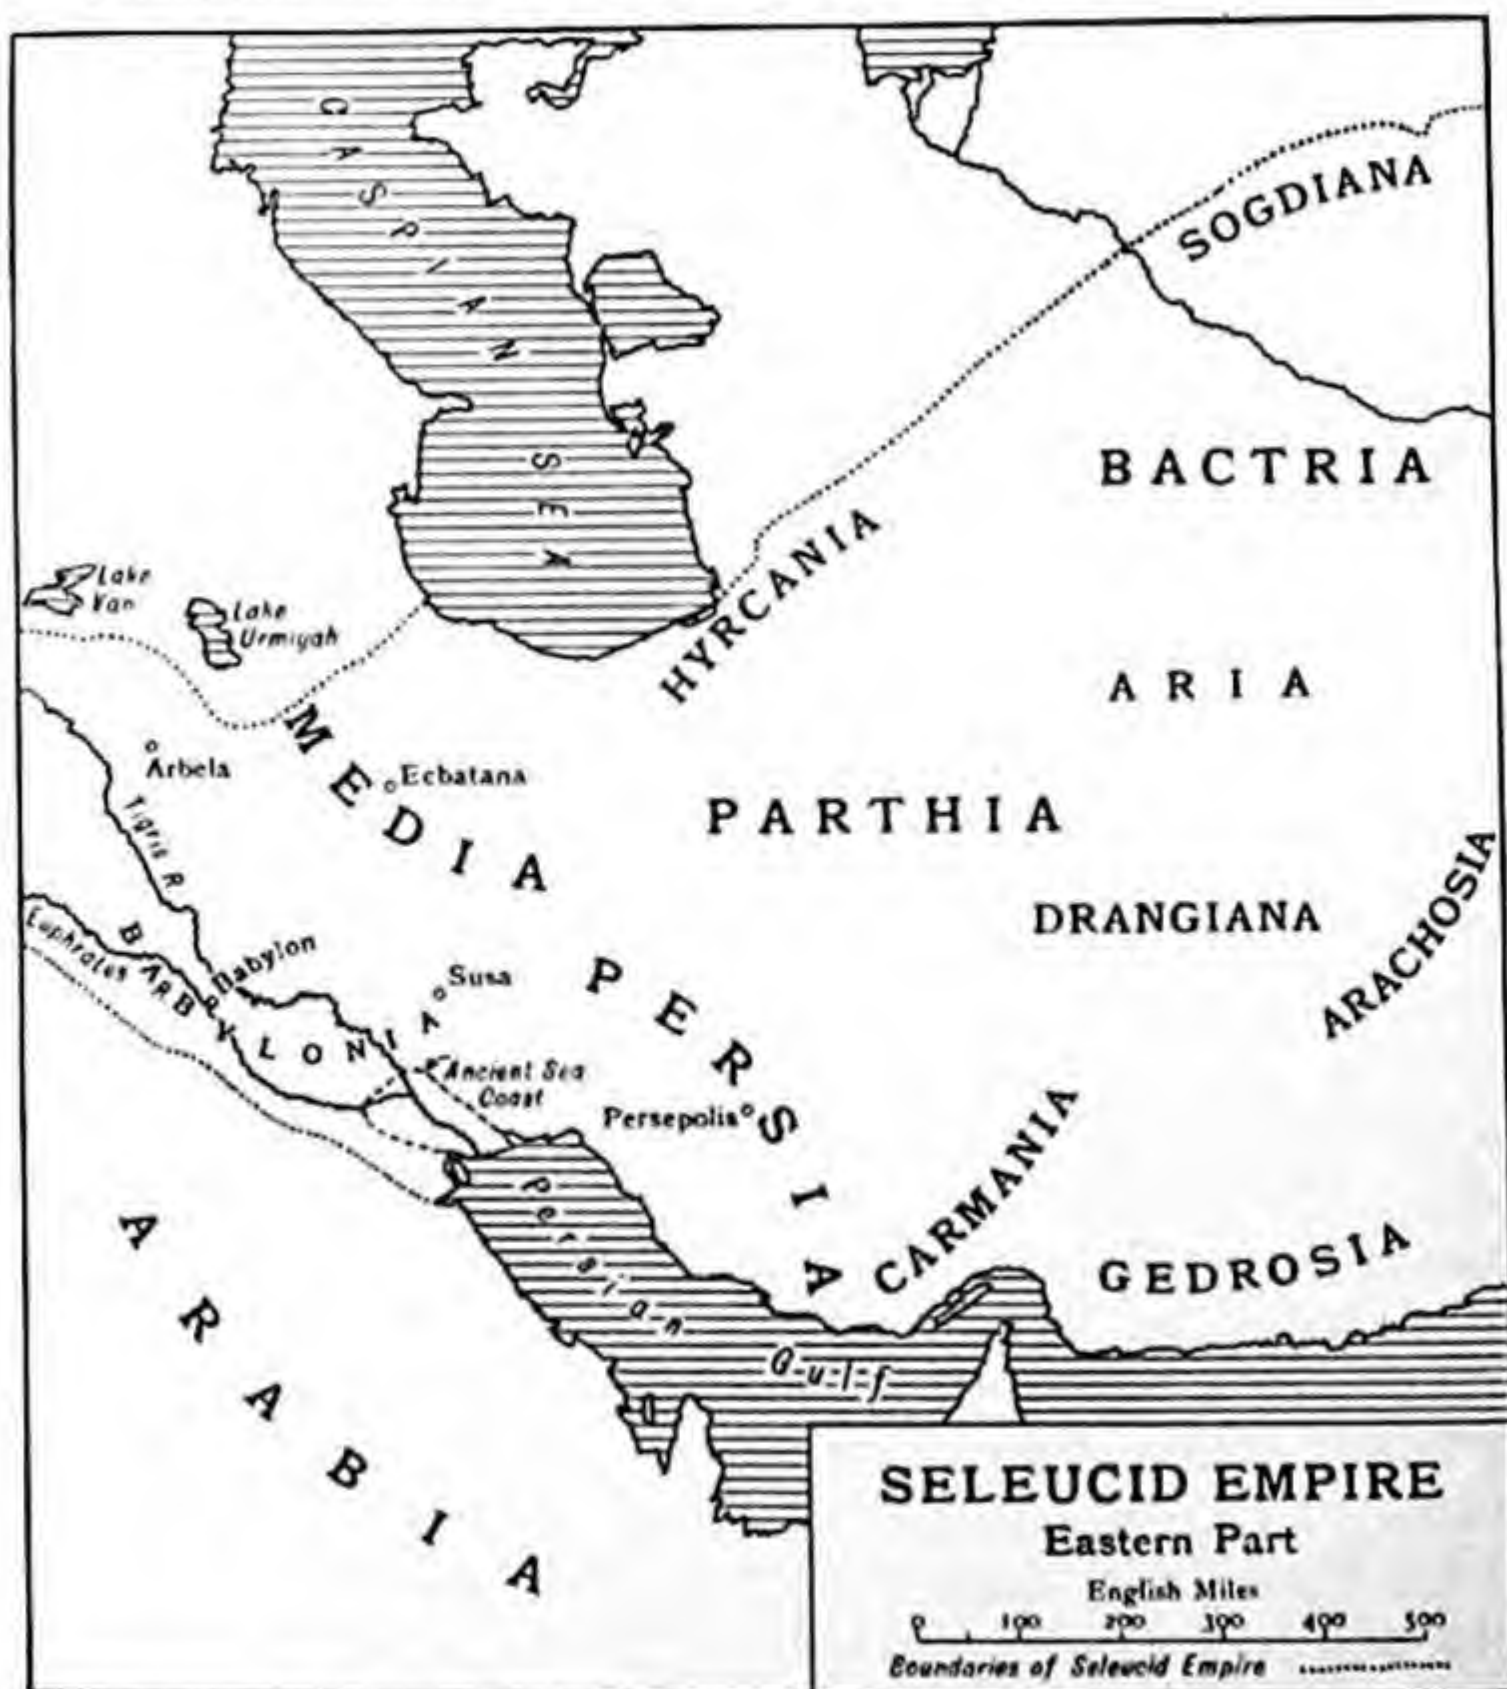 CASPIAN SEA
SOGDIANA
BACTRIA
HYRCANIA
Lake
Van
Lake
Urmiyah
ARIA
MEDIA
Arbela
Ecbatana
PARTHIA
Tigris R
DRANGIANA
ARACHOSIA
Euphrates
BABYLONIA
Babylon
Susa
PERSIA
Ancient Sea
Coast
Persepolis
CARMANIA
GEDROSIA
ARABIA
Persian Gulf
SELEUCID EMPIRE
Eastern Part
English Miles
0 100 200 300 400 500
Boundaries of Seleucid Empire